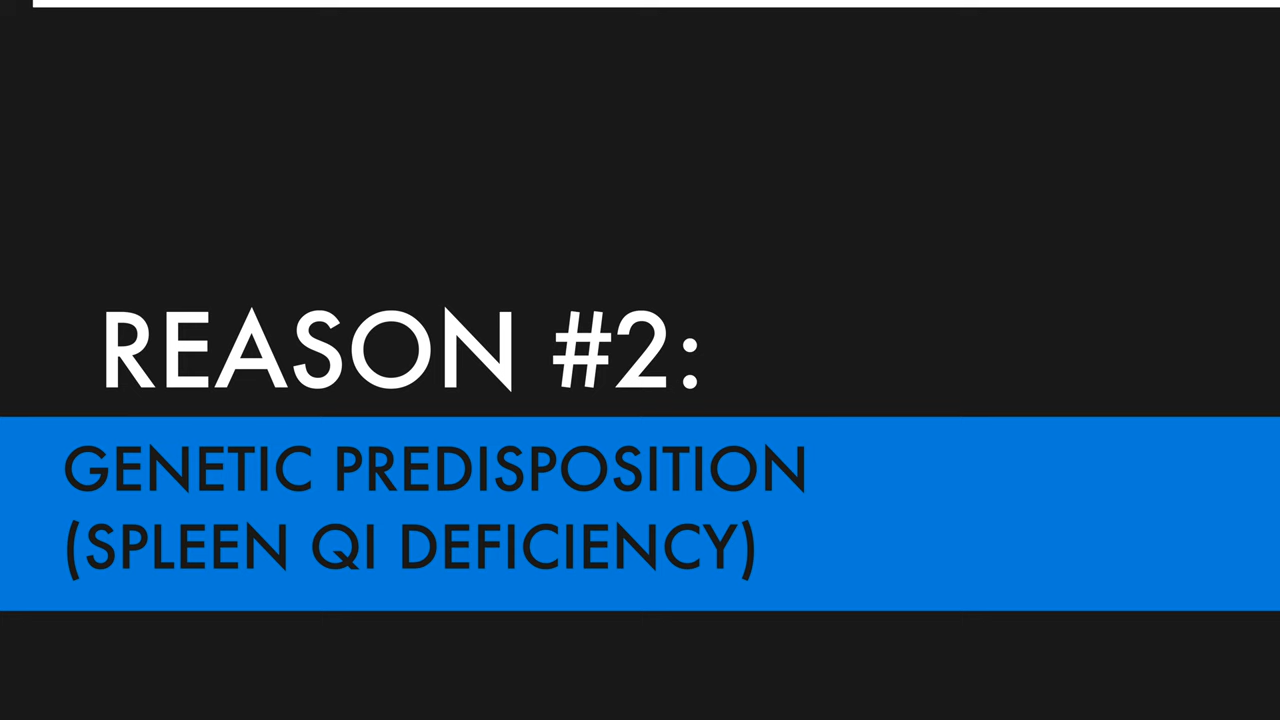 REASON #2:
GENETIC PREDISPOSITION
(SPLEEN QI DEFICIENCY)